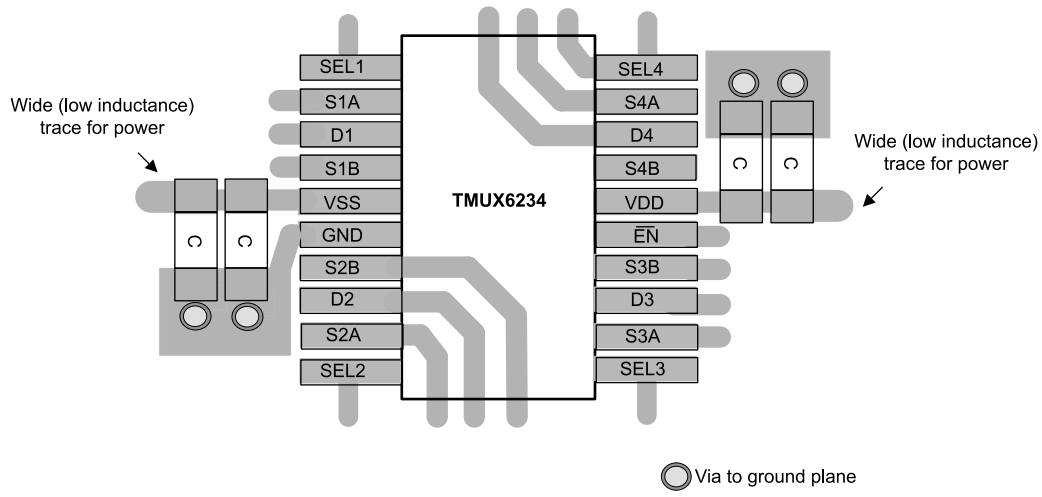 SEL1
S1A
D1
S1B
VSS
GND
S2B
D2
S2A
SEL2
TMUX6234
SEL4
S4A
D4
S4B
VDD
EN
S3B
D3
S3A
SEL3
Wide (low inductance)
trace for power
C
C
C
C
Wide (low inductance)
trace for power
Via to ground plane